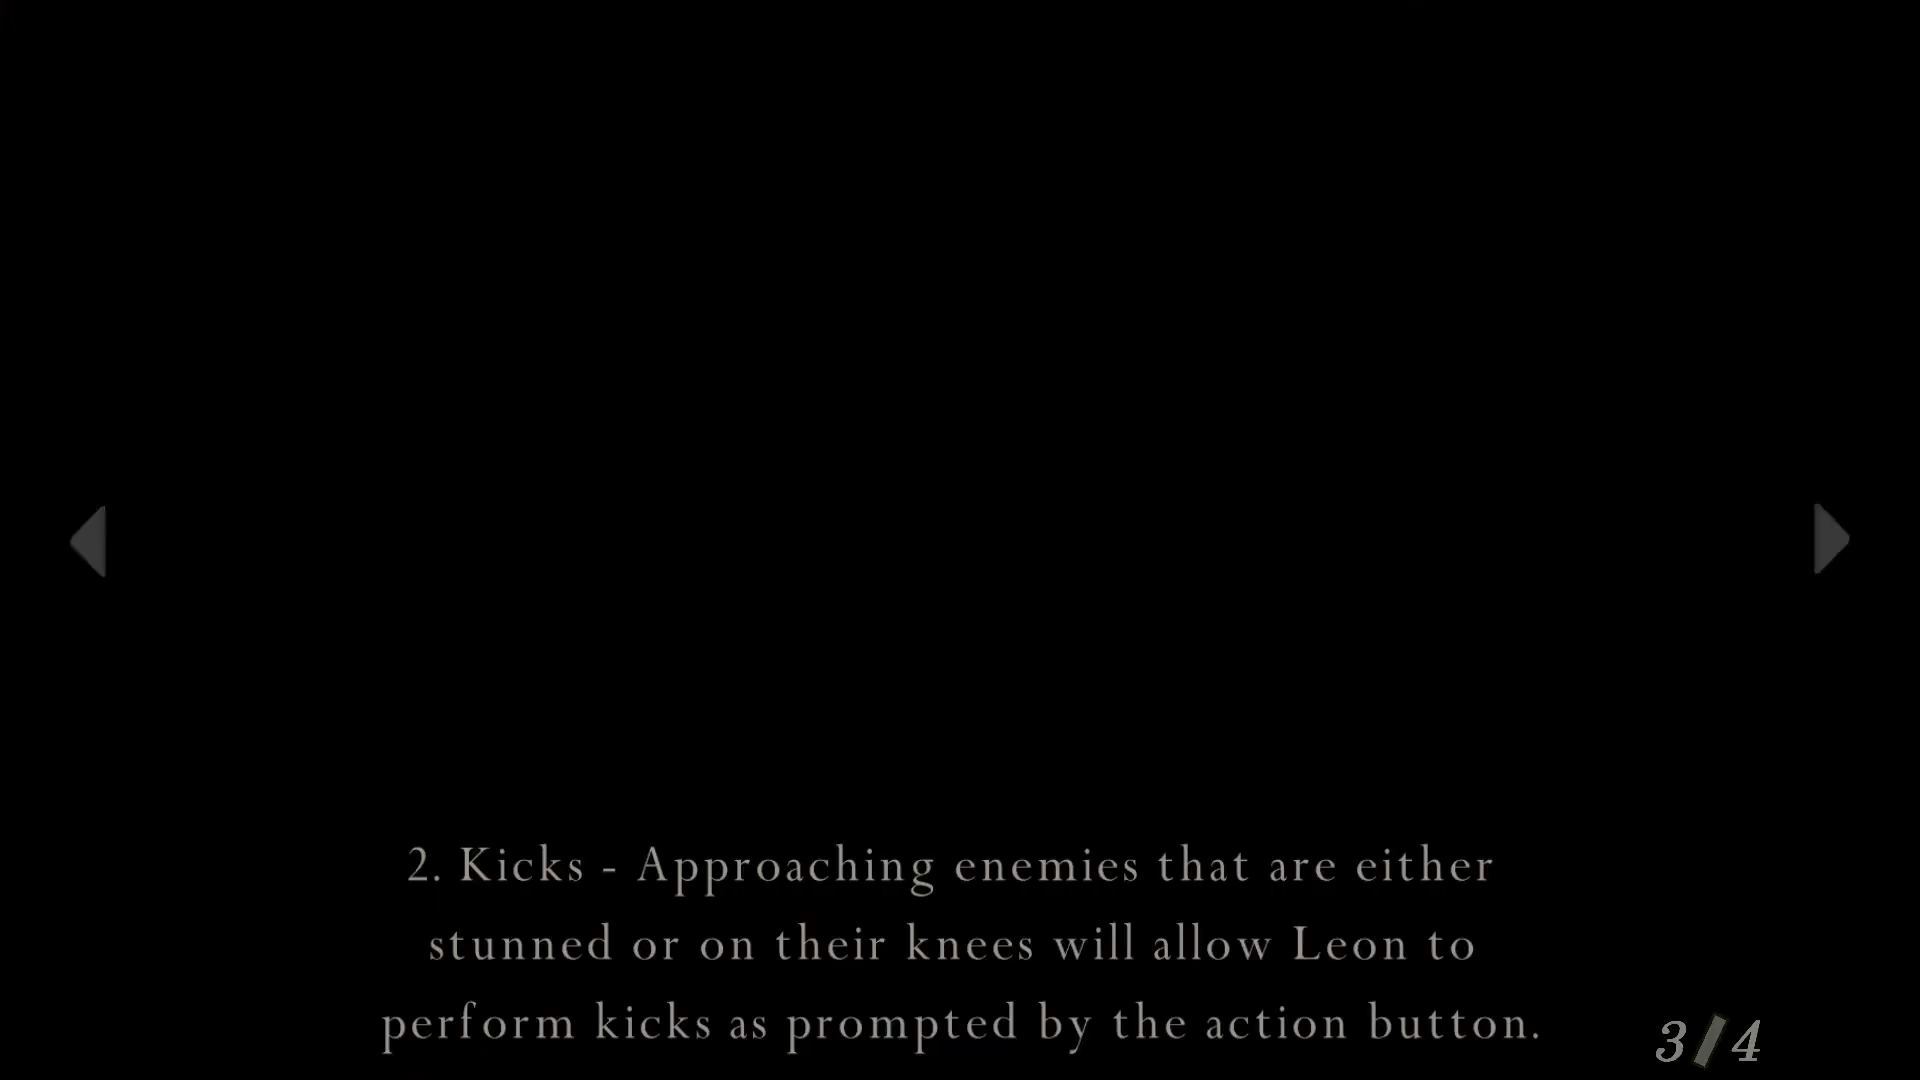 2. Kicks - Approaching enemies that are either
stunned or on their knees will allow Leon to
perform kicks as prompted by the action button.
3/4